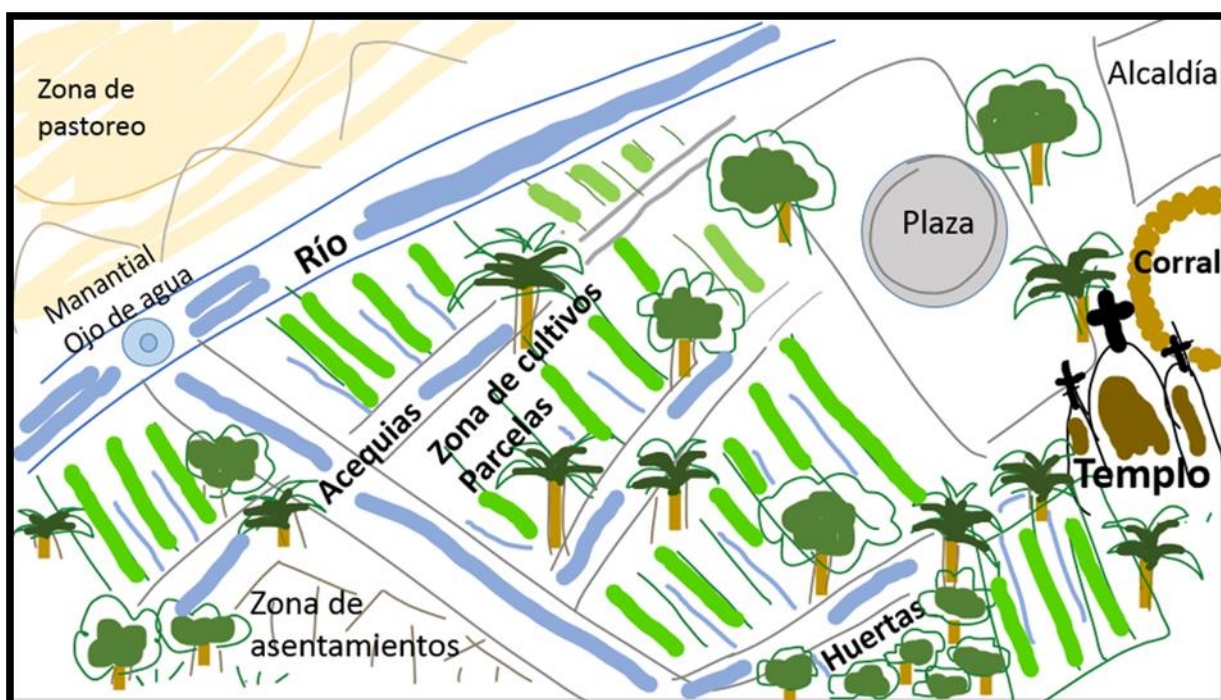 Zona de
pastoreo
Alcaldía
Plaza
Río
Corral
Manantial
Ojo de agua
Zona de cultivos
Parcelas
Acequias
Templo
Zona de
asentamientos
Huertas